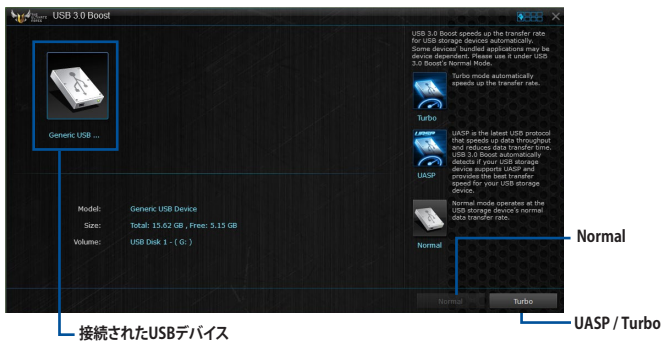 THE ULTIMATE FORCE
USB 3.0 Boost
USB 3.0 Boost speeds up the transfer rate
for USB storage devices automatically.
Some devices' bundled applications may be
device dependent. Please use it under USB
3.0 Boost's Normal Mode.
Turbo mode automatically
speeds up the transfer rate.
Turbo
Generic USB ...
UASP is the latest USB protocol
that speeds up data throughput
and reduces data transfer time.
USB 3.0 Boost automatically
detects if your USB storage
device supports UASP and
provides the best transfer
speed for your USB storage
device.
UASP
Normal mode operates at the
USB storage device's normal
data transfer rate.
Normal
Model: Generic USB Device
Size: Total: 15.62 GB , Free: 5.15 GB
Volume: USB Disk 1 - ( G: )
Normal
Normal
Turbo
UASP / Turbo
接続されたUSBデバイス